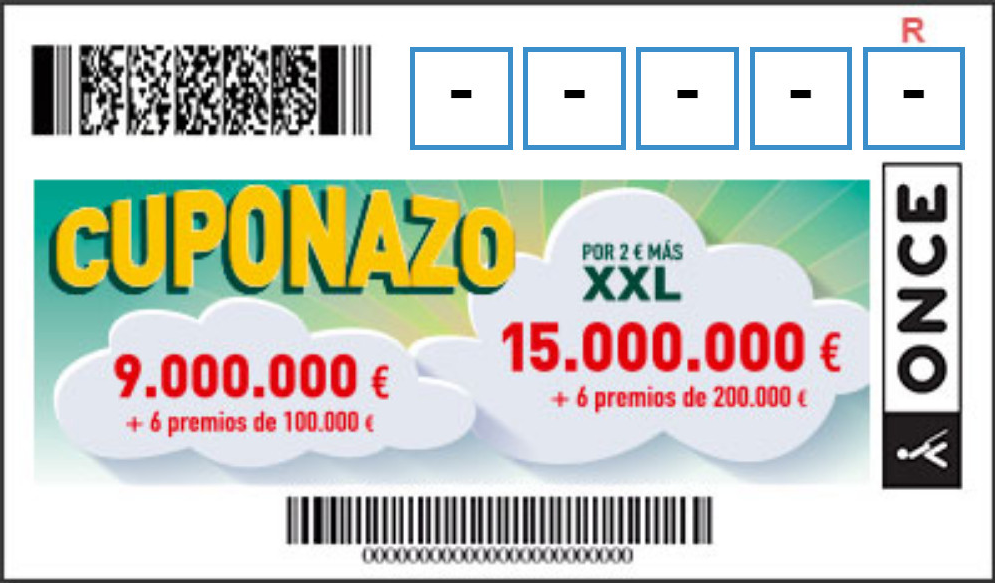 R
- - - - -
CUPONAZO
POR 2 € MÁS
XXL
15.000.000 €
+ 6 premios de 200.000 €
9.000.000 €
+ 6 premios de 100.000 €
ONCE